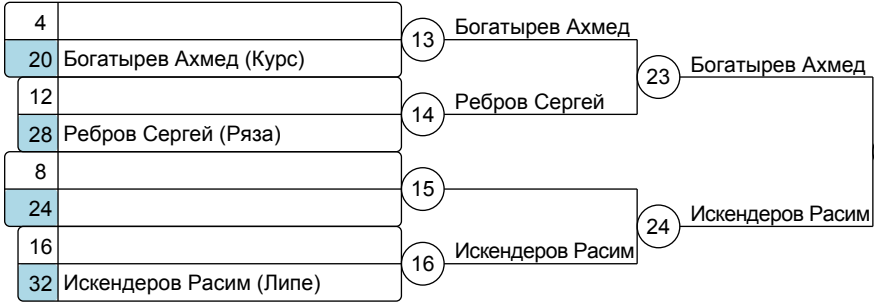 4
20 Богатырев Ахмед (Курс)
13 Богатырев Ахмед
12
28 Ребров Сергей (Ряза)
14 Ребров Сергей
23 Богатырев Ахмед
8
24
15
16
32 Искендеров Расим (Липе)
16 Искендеров Расим
24 Искендеров Расим